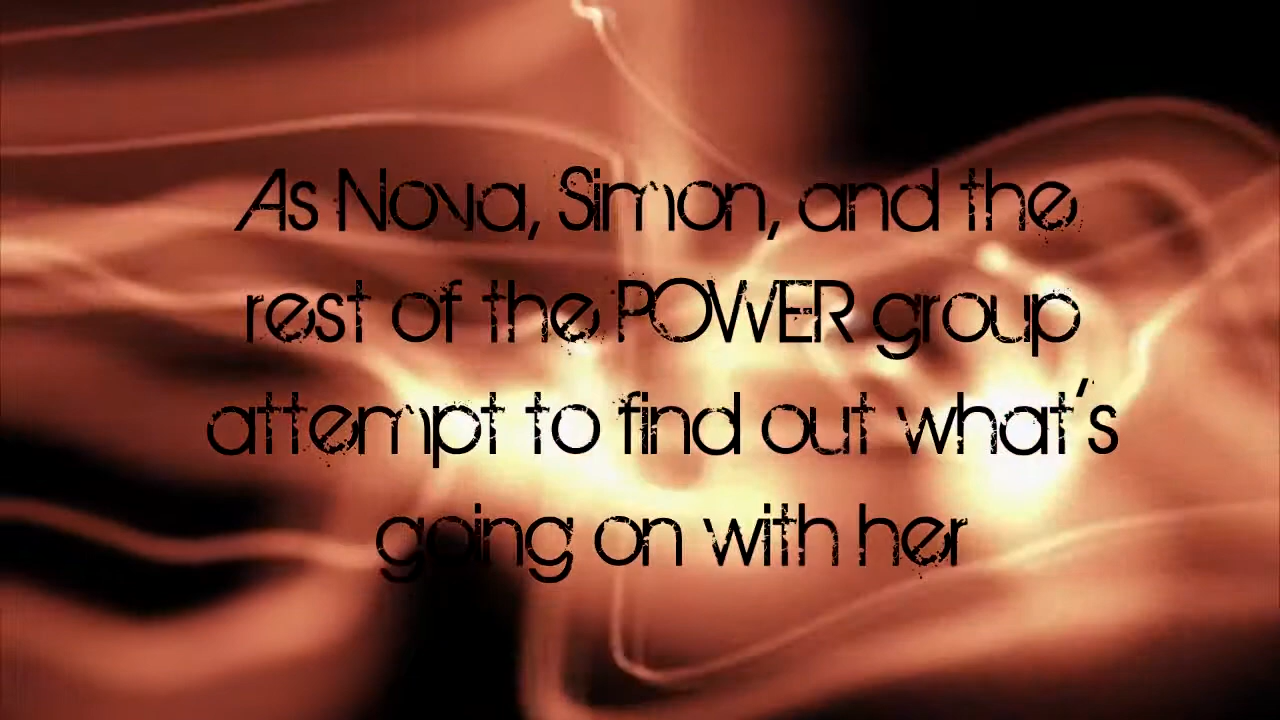 As Nova, Simon, and the
rest of the POWER group
attempt to find out what's
going on with her